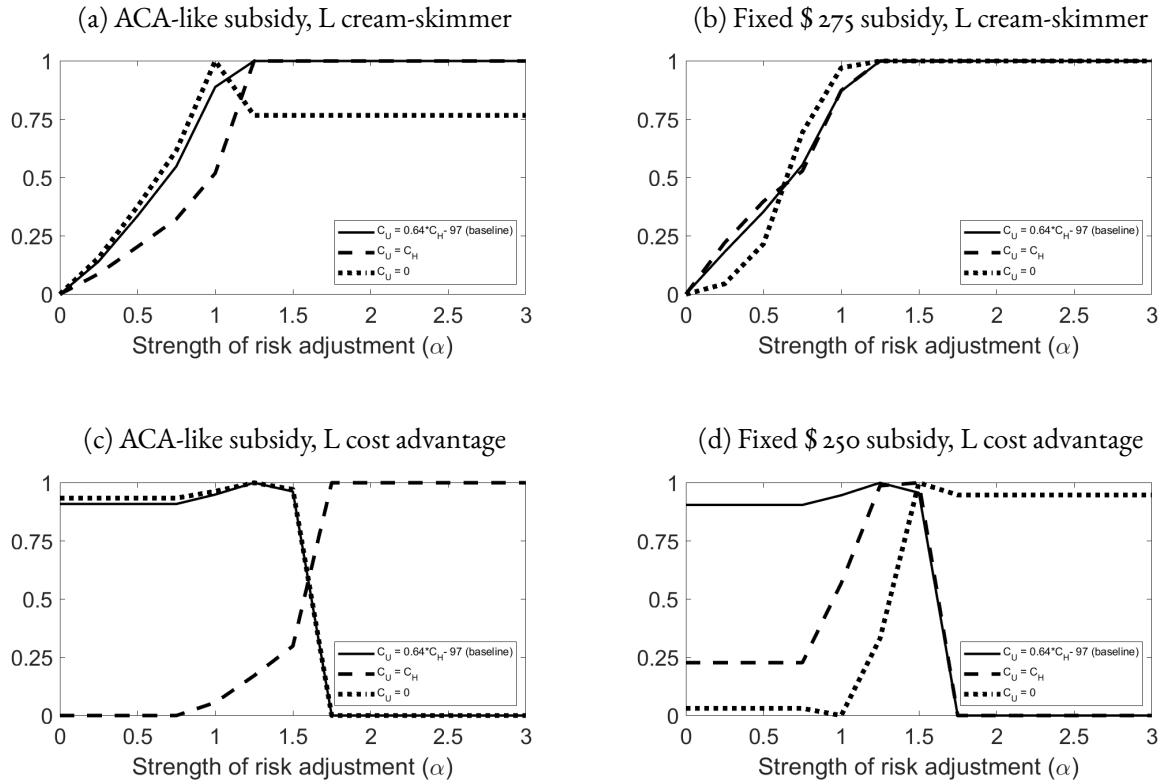 (a) ACA-like subsidy, L cream-skimmer
1
0.75
0.5
0.25
0
0 0.5 1 1.5 2 2.5 3
Strength of risk adjustment (α)
C_U = 0.64*C_H - 97 (baseline)
C_U = C_H
C_U = 0
(b) Fixed $ 275 subsidy, L cream-skimmer
1
0.75
0.5
0.25
0
0 0.5 1 1.5 2 2.5 3
Strength of risk adjustment (α)
C_U = 0.64*C_H - 97 (baseline)
C_U = C_H
C_U = 0
(c) ACA-like subsidy, L cost advantage
1
0.75
0.5
0.25
0
0 0.5 1 1.5 2 2.5 3
Strength of risk adjustment (α)
C_U = 0.64*C_H - 97 (baseline)
C_U = C_H
C_U = 0
(d) Fixed $ 250 subsidy, L cost advantage
1
0.75
0.5
0.25
0
0 0.5 1 1.5 2 2.5 3
Strength of risk adjustment (α)
C_U = 0.64*C_H - 97 (baseline)
C_U = C_H
C_U = 0